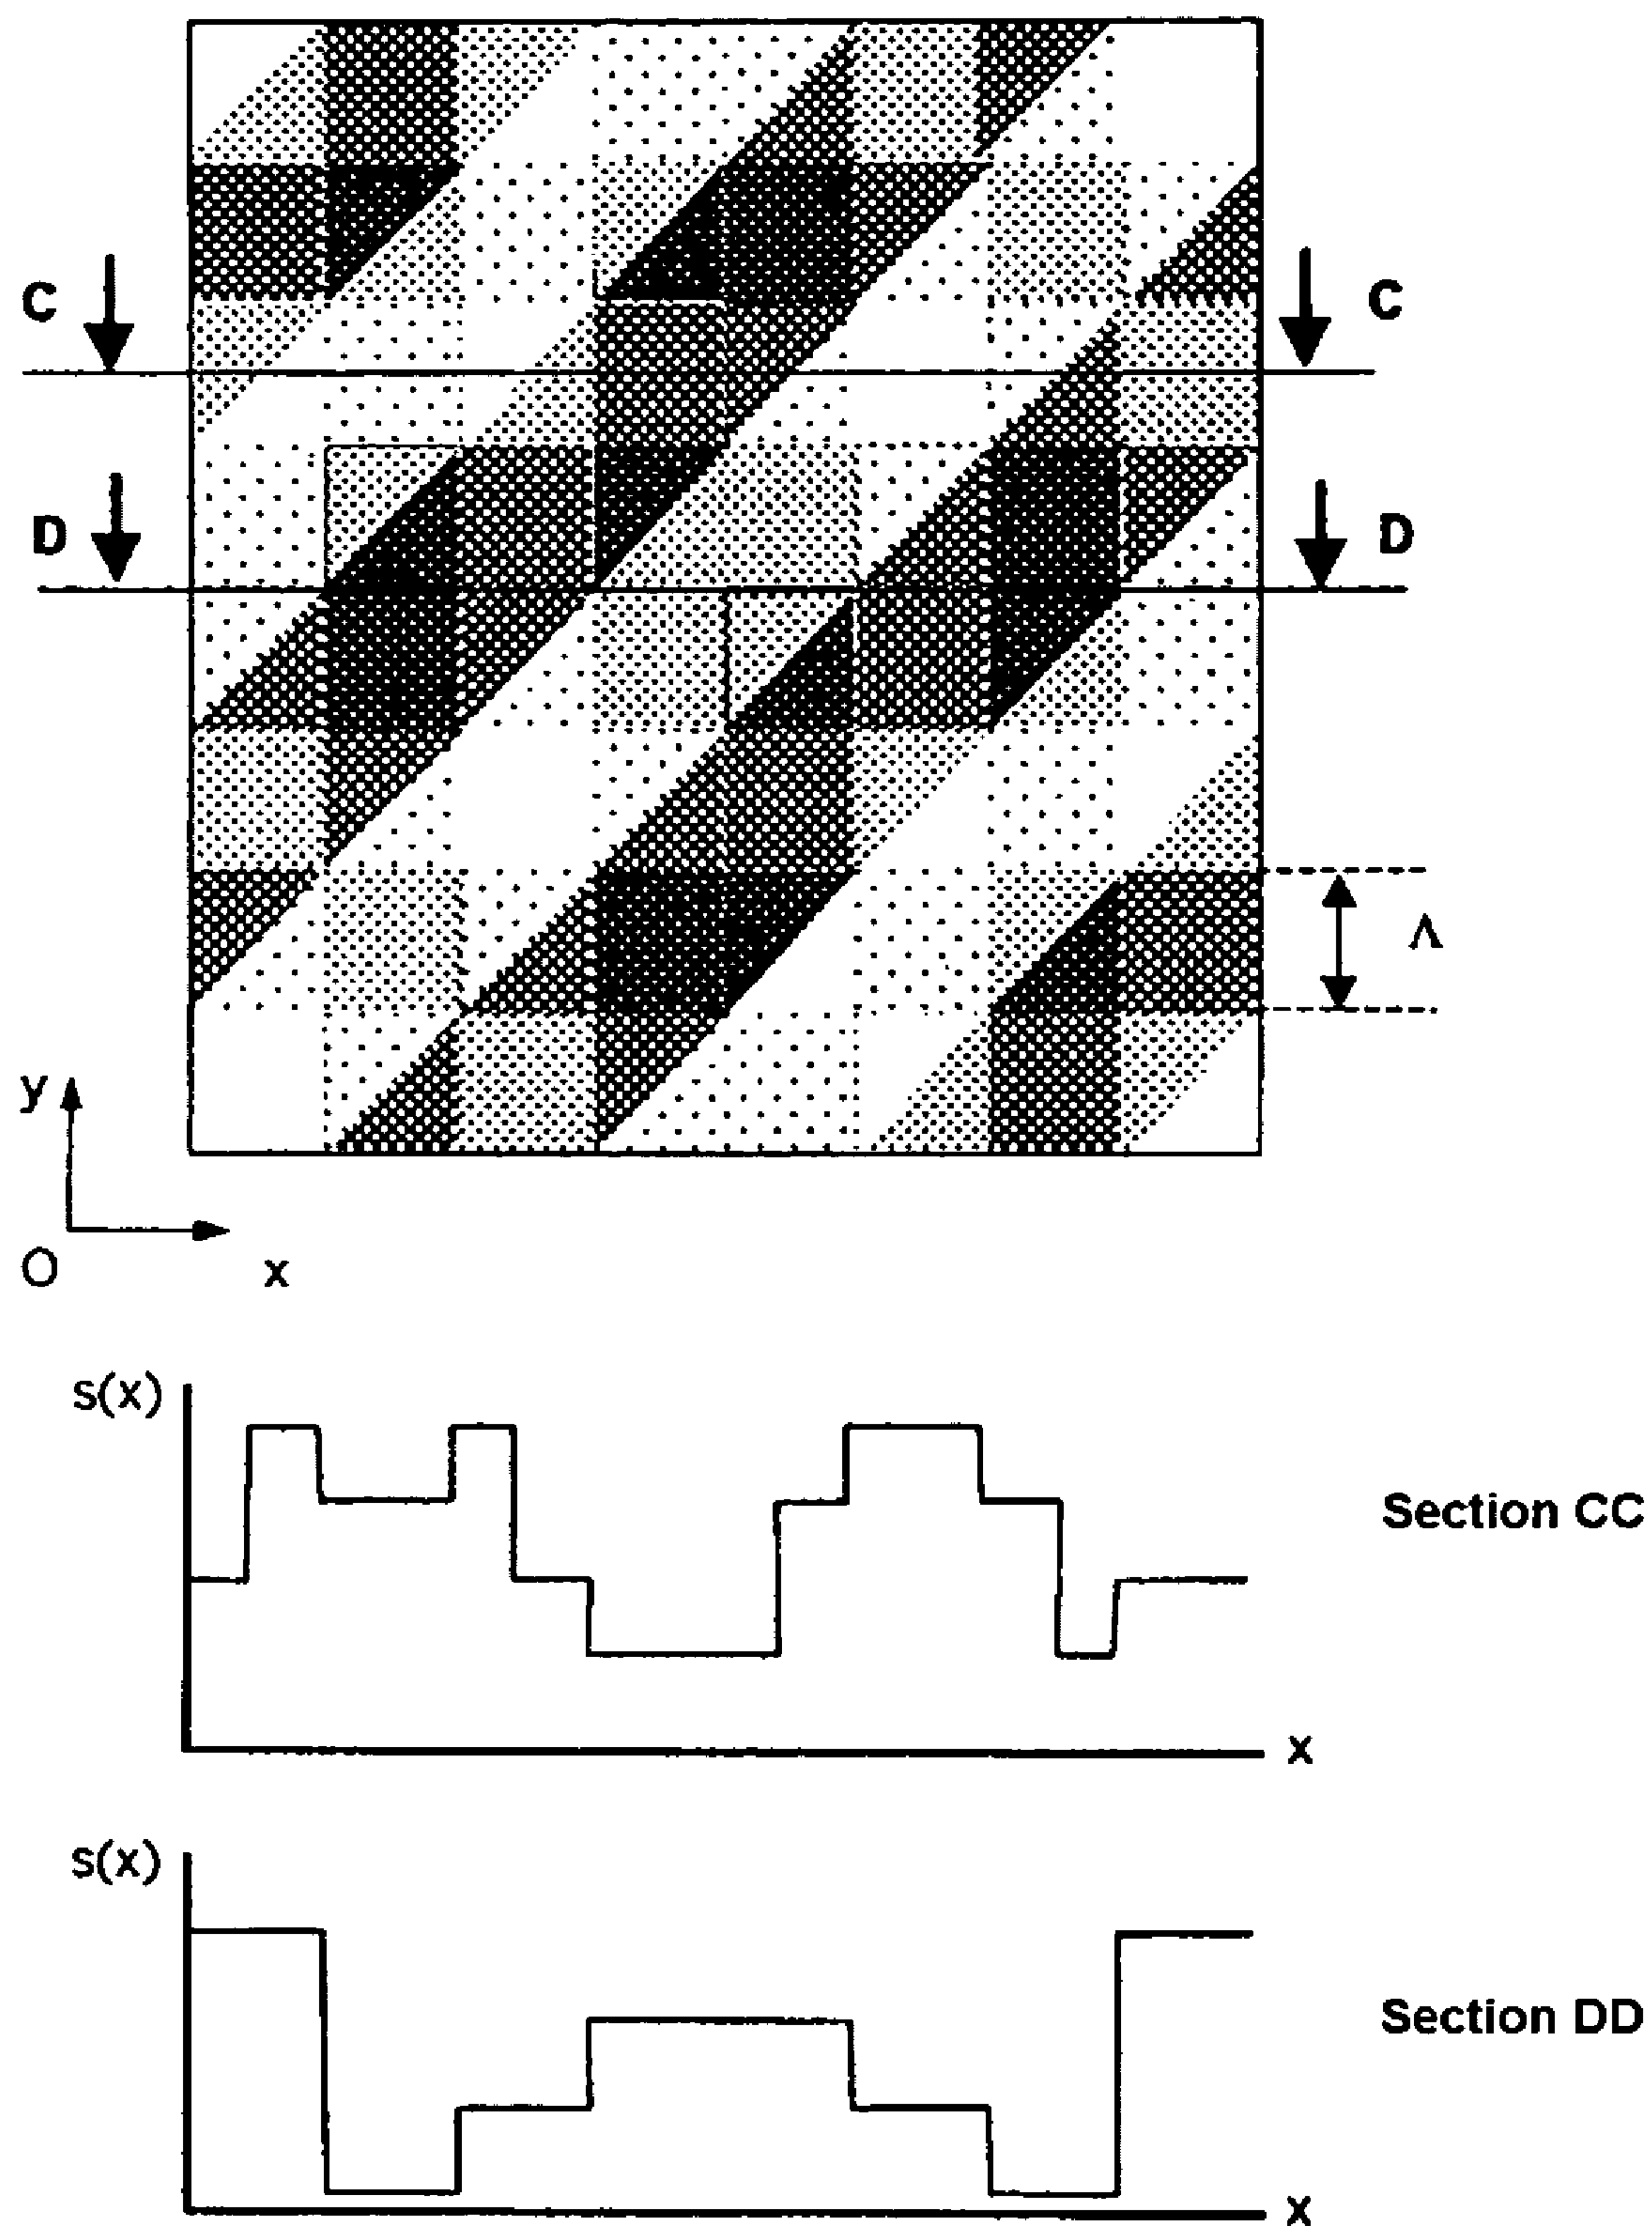 C C
D D
Λ
y
O x
s(x)
Section CC
x
s(x)
Section DD
x